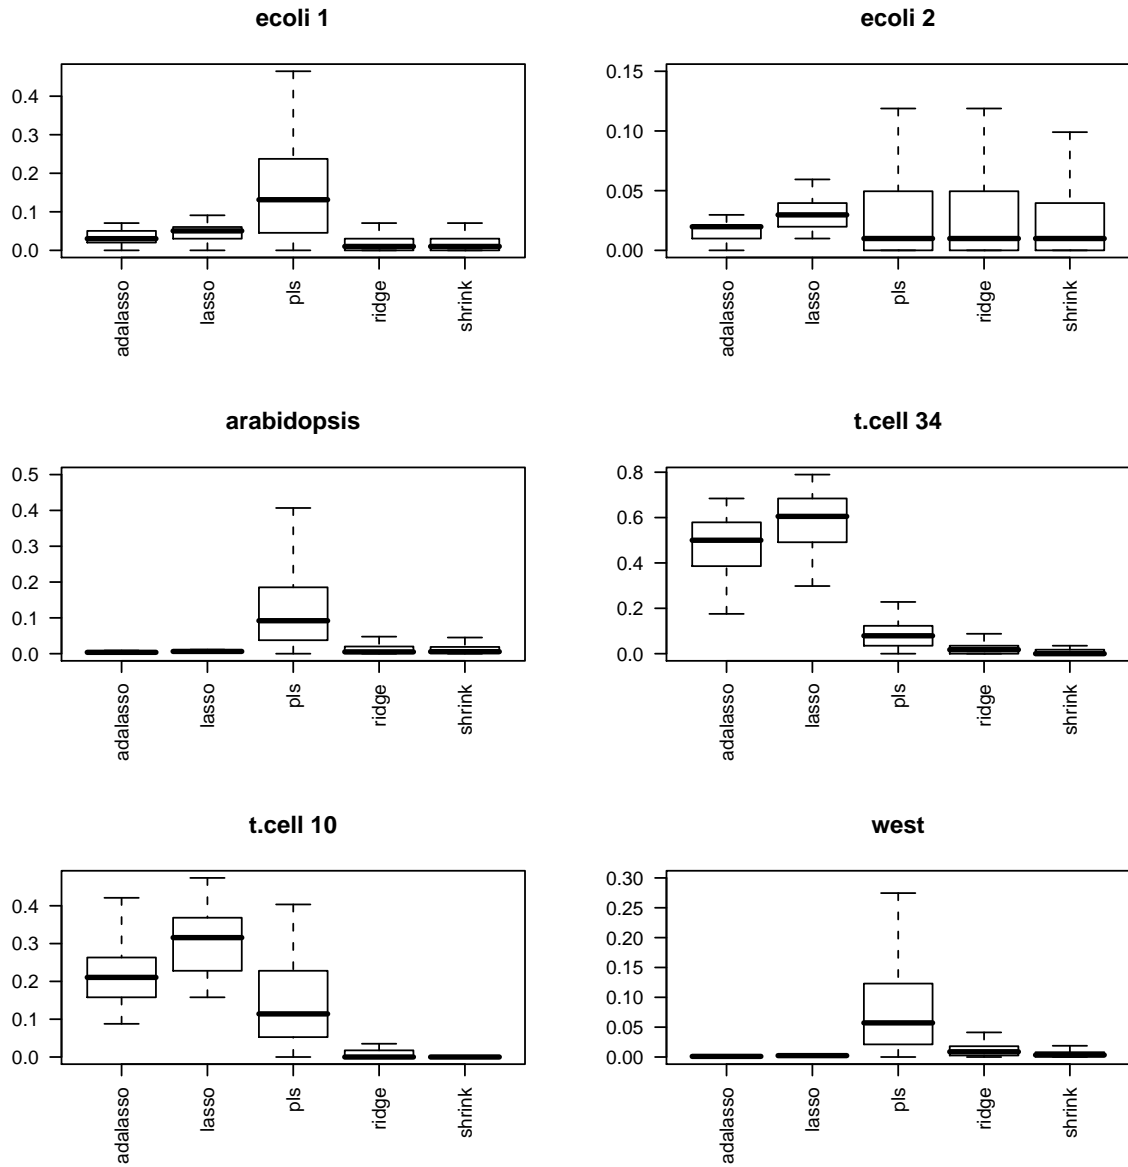 ecoli 1
0.4
0.3
0.2
0.1
0.0
adalasso
lasso
pls
ridge
shrink
ecoli 2
0.15
0.10
0.05
0.00
adalasso
lasso
pls
ridge
shrink
arabidopsis
0.5
0.4
0.3
0.2
0.1
0.0
adalasso
lasso
pls
ridge
shrink
t.cell 34
0.8
0.6
0.4
0.2
0.0
adalasso
lasso
pls
ridge
shrink
t.cell 10
0.4
0.3
0.2
0.1
0.0
adalasso
lasso
pls
ridge
shrink
west
0.30
0.25
0.20
0.15
0.10
0.05
0.00
adalasso
lasso
pls
ridge
shrink